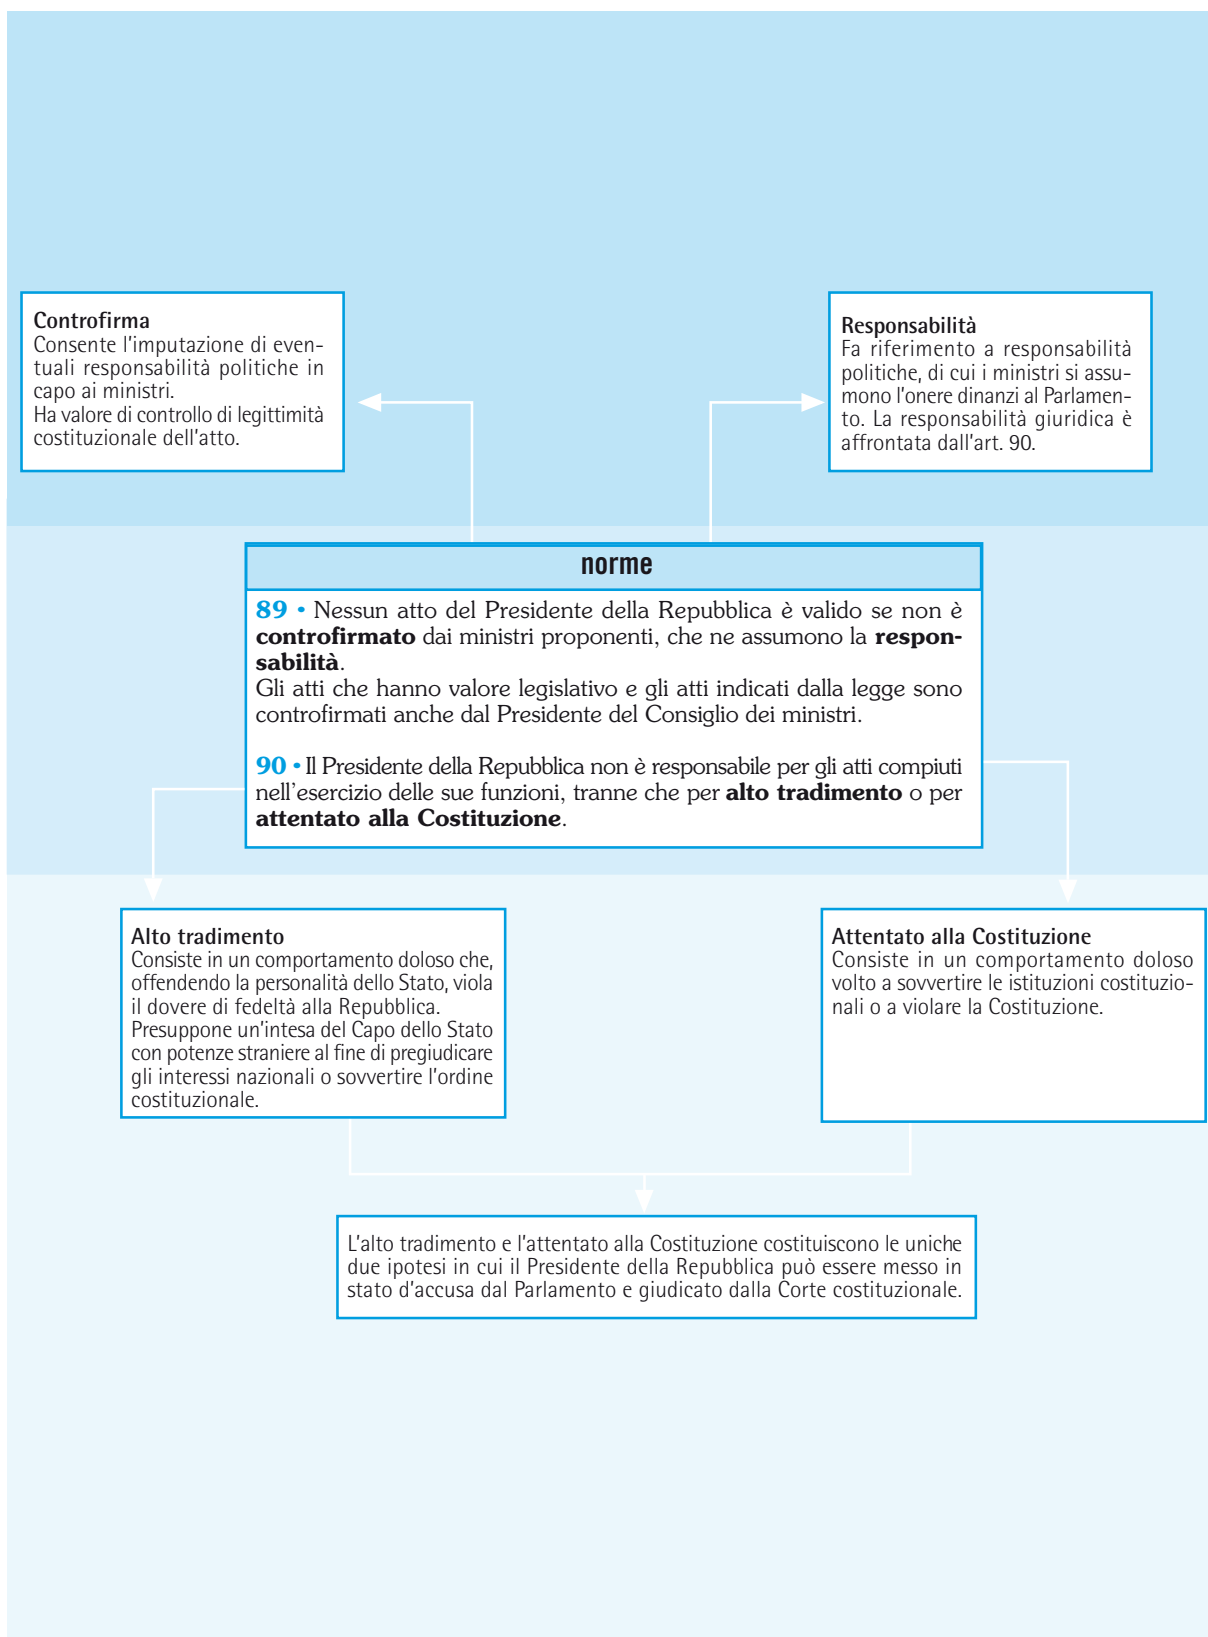 Controfirma
Consente l'imputazione di even-
tuali responsabilità politiche in
capo ai ministri.
Ha valore di controllo di legittimità
costituzionale dell'atto.
Responsabilità
Fa riferimento a responsabilità
politiche, di cui i ministri si assu-
mono l'onere dinanzi al Parlamen-
to. La responsabilità giuridica è
affrontata dall'art. 90.
norme
89 • Nessun atto del Presidente della Repubblica è valido se non è
controfirmato dai ministri proponenti, che ne assumono la respon-
sabilità.
Gli atti che hanno valore legislativo e gli atti indicati dalla legge sono
controfirmati anche dal Presidente del Consiglio dei ministri.
90 • Il Presidente della Repubblica non è responsabile per gli atti compiuti
nell'esercizio delle sue funzioni, tranne che per alto tradimento o per
attentato alla Costituzione.
Alto tradimento
Consiste in un comportamento doloso che,
offendendo la personalità dello Stato, viola
il dovere di fedeltà alla Repubblica.
Presuppone un'intesa del Capo dello Stato
con potenze straniere al fine di pregiudicare
gli interessi nazionali o sovvertire l'ordine
costituzionale.
Attentato alla Costituzione
Consiste in un comportamento doloso
volto a sovvertire le istituzioni costituzio-
nali o a violare la Costituzione.
L'alto tradimento e l'attentato alla Costituzione costituiscono le uniche
due ipotesi in cui il Presidente della Repubblica può essere messo in
stato d'accusa dal Parlamento e giudicato dalla Corte costituzionale.